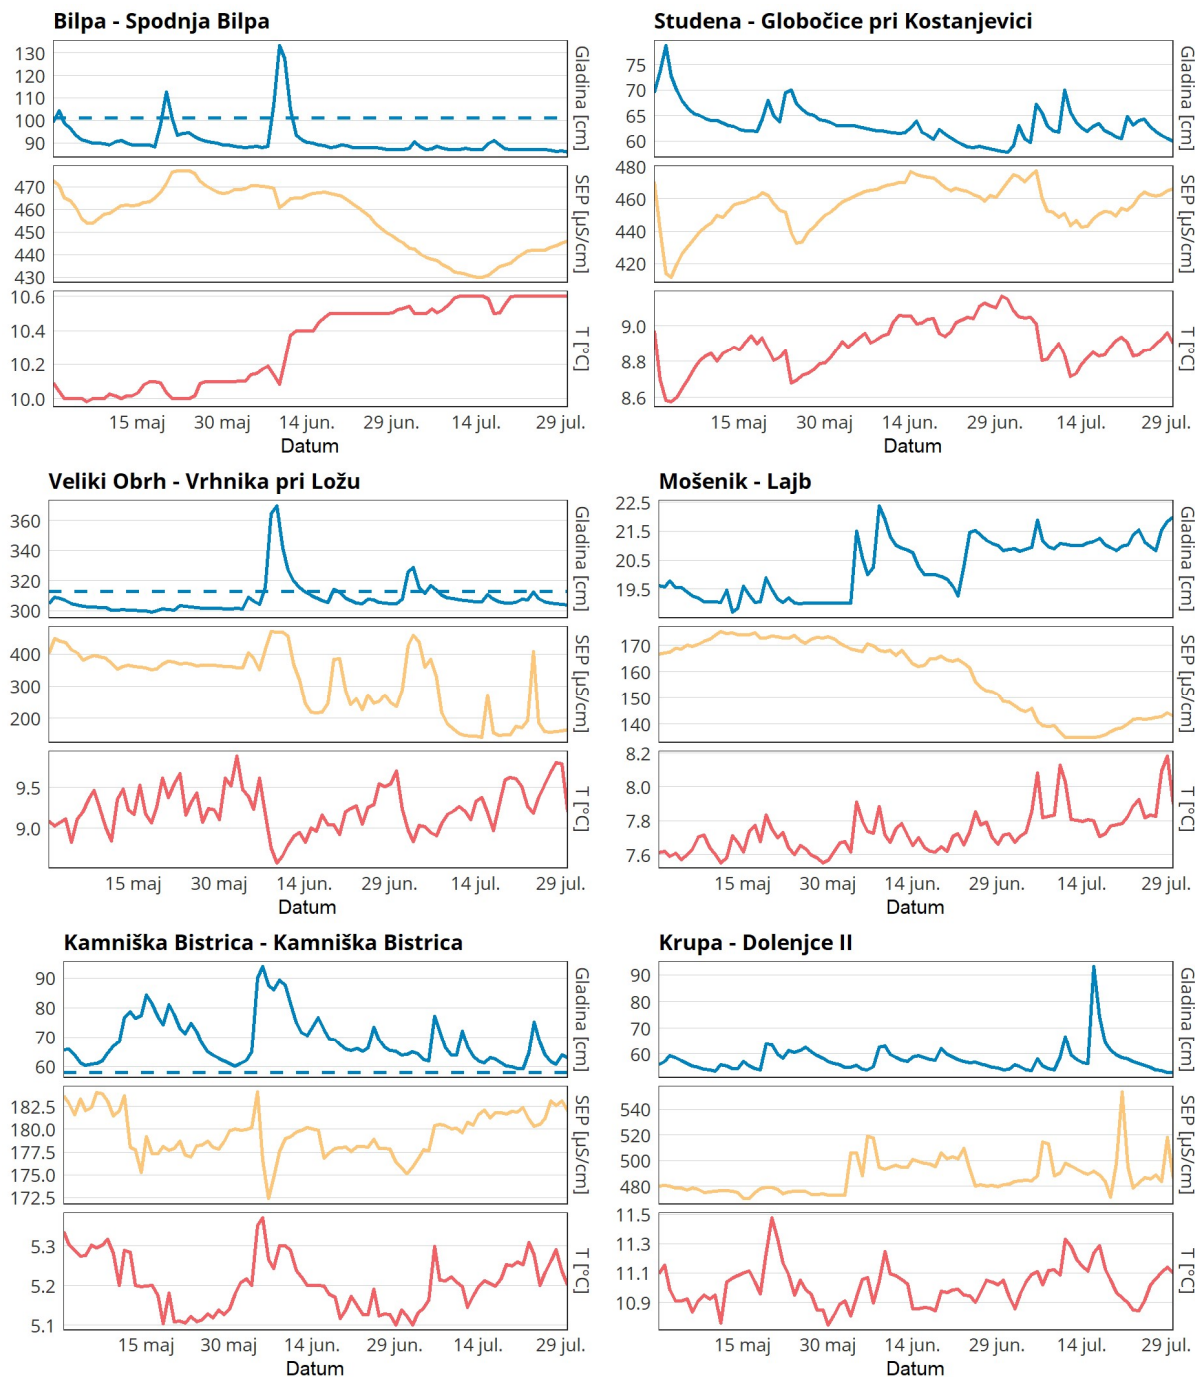 Bilpa - Spodnja Bilpa
130
120
110
100
90
Gladina [cm]
470
460
450
440
430
SEP [µS/cm]
10.6
10.4
10.2
10.0
T [°C]
15 maj 30 maj 14 jun. 29 jun. 14 jul. 29 jul.
Datum
Studena - Globočice pri Kostanjevici
75
70
65
60
Gladina [cm]
480
460
440
420
SEP [µS/cm]
9.0
8.8
8.6
T [°C]
15 maj 30 maj 14 jun. 29 jun. 14 jul. 29 jul.
Datum
Veliki Obrh - Vrhnika pri Ložu
360
340
320
300
Gladina [cm]
400
300
200
SEP [µS/cm]
9.5
9.0
T [°C]
15 maj 30 maj 14 jun. 29 jun. 14 jul. 29 jul.
Datum
Mošenik - Lajb
22.5
21.5
20.5
19.5
Gladina [cm]
170
160
150
140
SEP [µS/cm]
8.2
8.0
7.8
7.6
T [°C]
15 maj 30 maj 14 jun. 29 jun. 14 jul. 29 jul.
Datum
Kamniška Bistrica - Kamniška Bistrica
90
80
70
60
Gladina [cm]
182.5
180.0
177.5
175.0
172.5
SEP [µS/cm]
5.3
5.2
5.1
T [°C]
15 maj 30 maj 14 jun. 29 jun. 14 jul. 29 jul.
Datum
Krupa - Dolenjce II
90
80
70
60
Gladina [cm]
540
520
500
480
SEP [µS/cm]
11.5
11.3
11.1
10.9
T [°C]
15 maj 30 maj 14 jun. 29 jun. 14 jul. 29 jul.
Datum